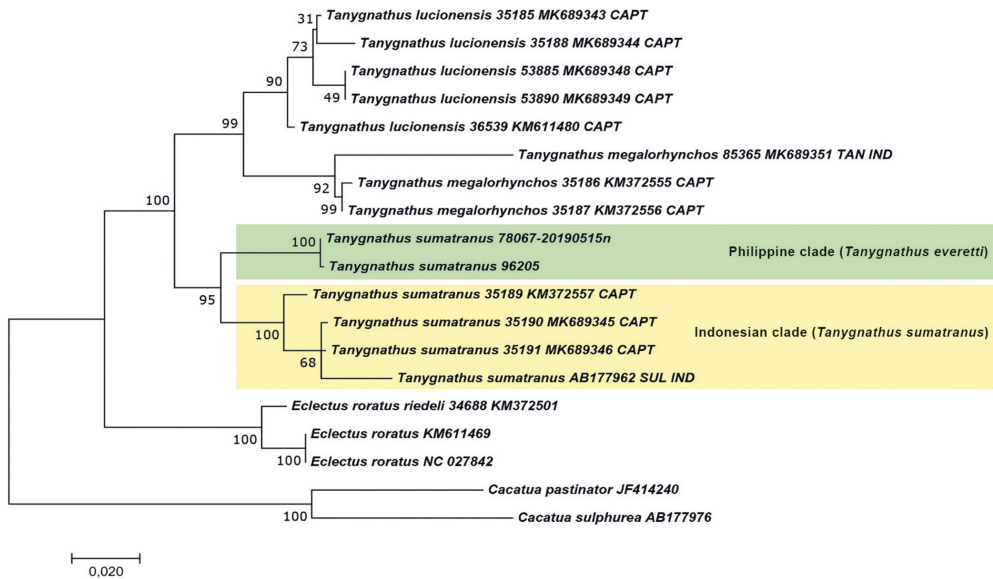 31
Tanygnathus lucionensis 35185 MK689343 CAPT
Tanygnathus lucionensis 35188 MK689344 CAPT
73
Tanygnathus lucionensis 53885 MK689348 CAPT
90
49
Tanygnathus lucionensis 53890 MK689349 CAPT
99
Tanygnathus lucionensis 36539 KM611480 CAPT
Tanygnathus megalorhynchos 85365 MK689351 TAN IND
92
Tanygnathus megalorhynchos 35186 KM372555 CAPT
100
99
Tanygnathus megalorhynchos 35187 KM372556 CAPT
100
Tanygnathus sumatranus 78067-20190515n
Philippine clade (Tanygnathus everetti)
Tanygnathus sumatranus 96205
95
Tanygnathus sumatranus 35189 KM372557 CAPT
100
Tanygnathus sumatranus 35190 MK689345 CAPT
Indonesian clade (Tanygnathus sumatranus)
Tanygnathus sumatranus 35191 MK689346 CAPT
68
Tanygnathus sumatranus AB177962 SUL IND
Eclectus roratus riedeli 34688 KM372501
100
Eclectus roratus KM611469
100
Eclectus roratus NC 027842
Cacatua pastinator JF414240
100
Cacatua sulphurea AB177976
0,020